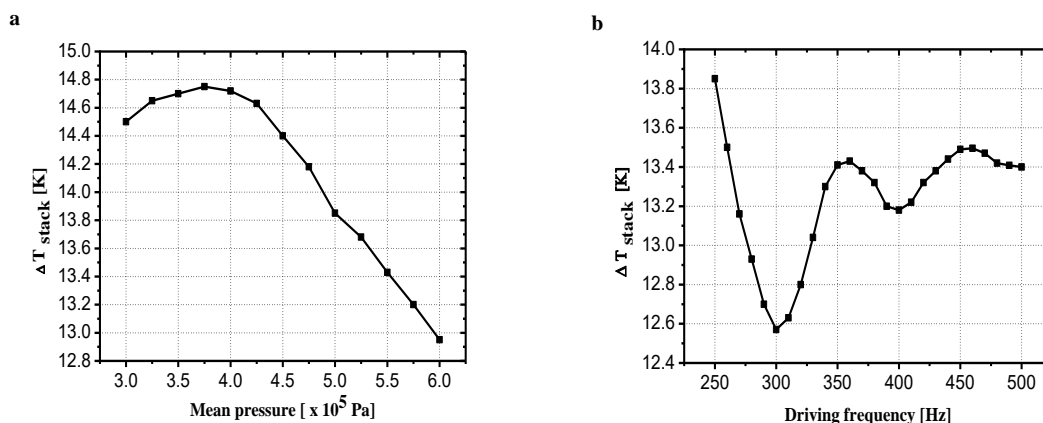 a
Δ T stack [K]
15.0
14.8
14.6
14.4
14.2
14.0
13.8
13.6
13.4
13.2
13.0
12.8
3.0 3.5 4.0 4.5 5.0 5.5 6.0
Mean pressure [ x 10⁵ Pa]
b
Δ T stack [K]
14.0
13.8
13.6
13.4
13.2
13.0
12.8
12.6
12.4
250 300 350 400 450 500
Driving frequency [Hz]